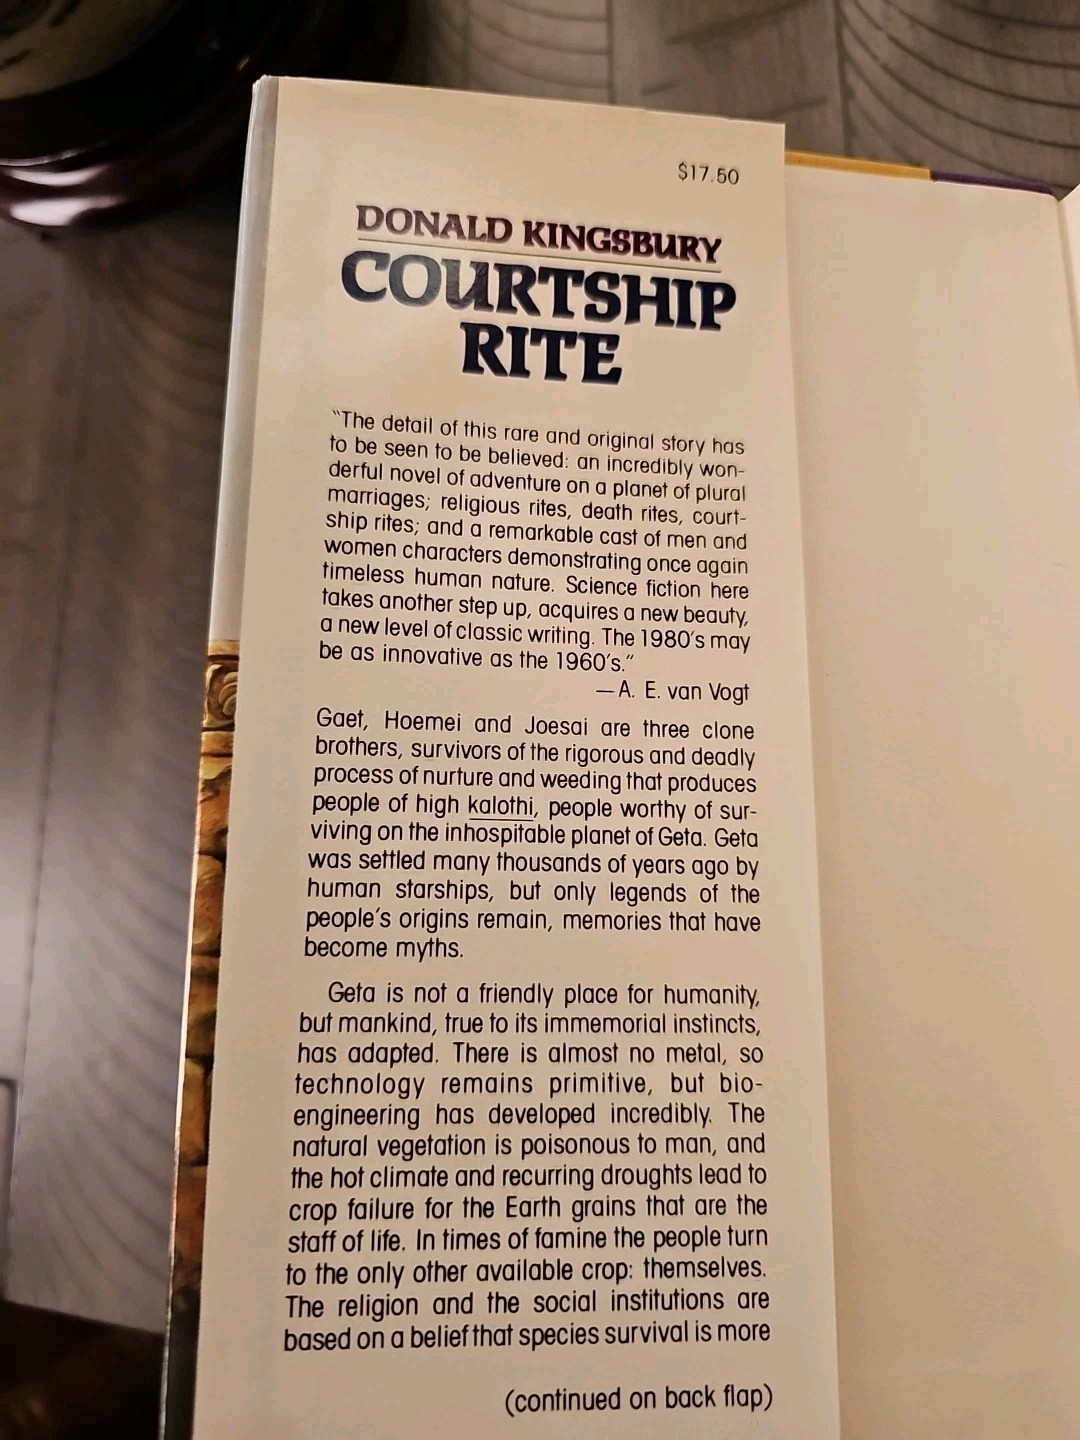 $17.50
DONALD KINGSBURY
COURTSHIP
RITE
“The detail of this rare and original story has
to be seen to be believed: an incredibly won-
derful novel of adventure on a planet of plural
marriages; religious rites, death rites, court-
ship rites; and a remarkable cast of men and
women characters demonstrating once again
timeless human nature. Science fiction here
takes another step up, acquires a new beauty,
a new level of classic writing. The 1980's may
be as innovative as the 1960's.”
—A. E. van Vogt
Gaet, Hoemei and Joesai are three clone
brothers, survivors of the rigorous and deadly
process of nurture and weeding that produces
people of high kalothi, people worthy of sur-
viving on the inhospitable planet of Geta. Geta
was settled many thousands of years ago by
human starships, but only legends of the
people's origins remain, memories that have
become myths.
Geta is not a friendly place for humanity,
but mankind, true to its immemorial instincts,
has adapted. There is almost no metal, so
technology remains primitive, but bio-
engineering has developed incredibly. The
natural vegetation is poisonous to man, and
the hot climate and recurring droughts lead to
crop failure for the Earth grains that are the
staff of life. In times of famine the people turn
to the only other available crop: themselves.
The religion and the social institutions are
based on a belief that species survival is more
(continued on back flap)